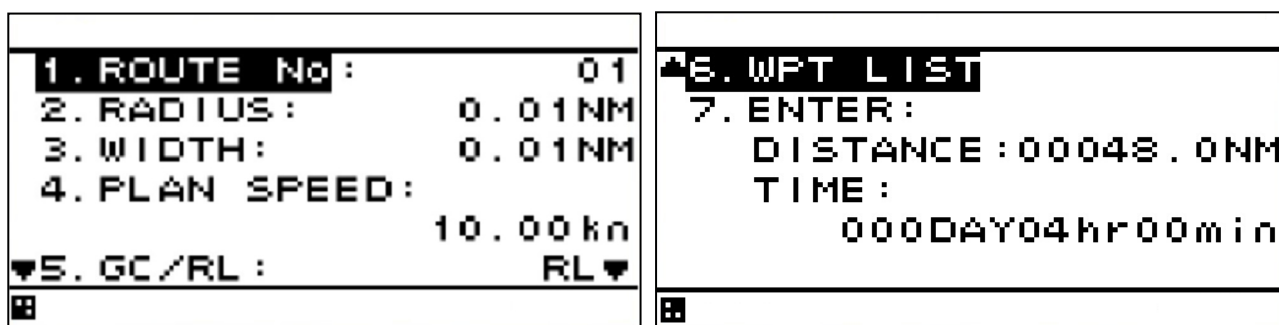 1.ROUTE No: 01
2.RADIUS: 0.01NM
3.WIDTH: 0.01NM
4.PLAN SPEED:
10.00kn
▼5.GC/RL: RL▼
▲6.WPT LIST
7.ENTER:
DISTANCE:00048.0NM
TIME:
000DAY04hr00min